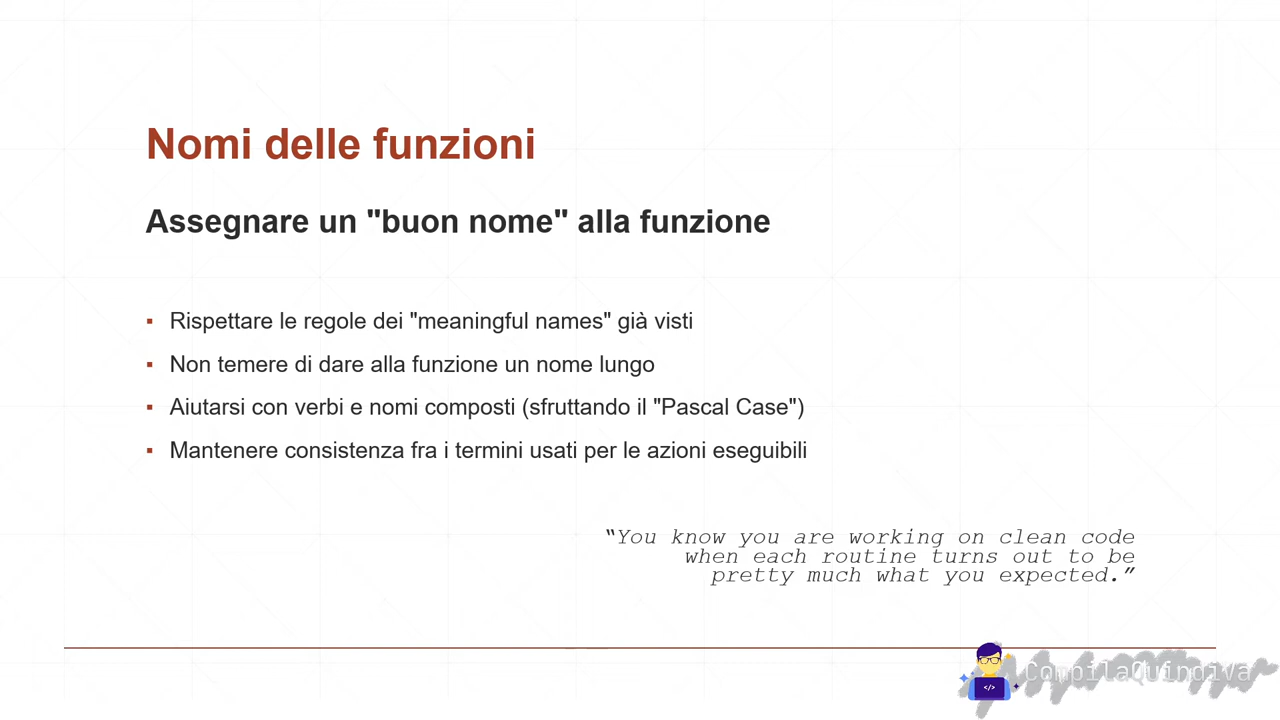 Nomi delle funzioni
Assegnare un "buon nome" alla funzione
▪ Rispettare le regole dei "meaningful names" già visti
▪ Non temere di dare alla funzione un nome lungo
▪ Aiutarsi con verbi e nomi composti (sfruttando il "Pascal Case")
▪ Mantenere consistenza fra i termini usati per le azioni eseguibili
“You know you are working on clean code
when each routine turns out to be
pretty much what you expected.”
</>
CompilaQuindiVa